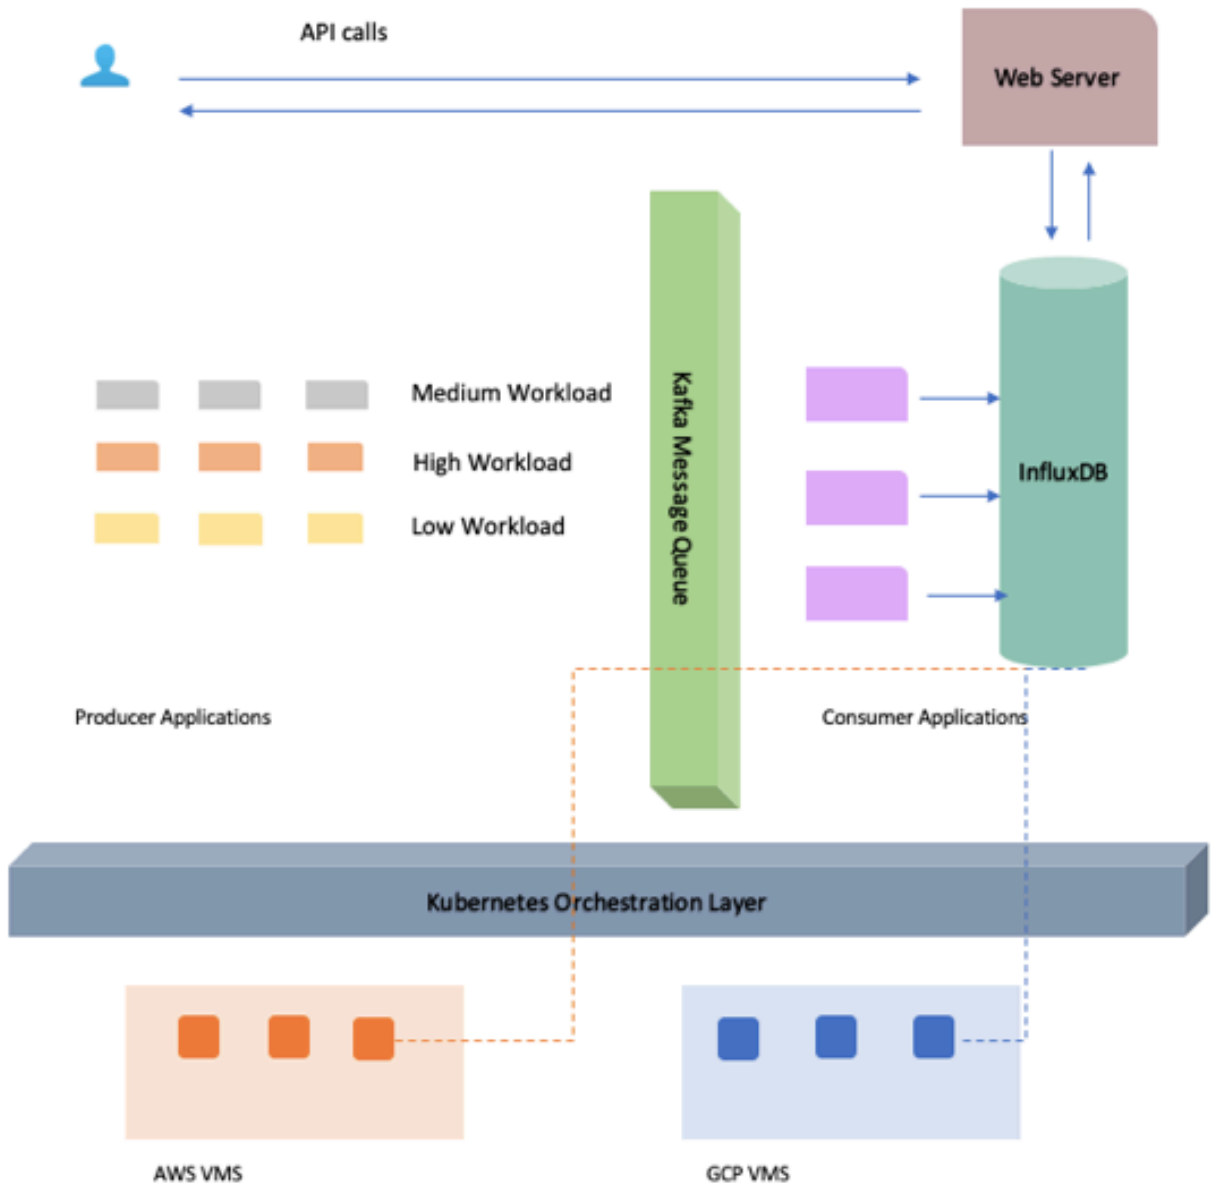 API calls
Web Server
Kafka Message Queue
Medium Workload
High Workload
Low Workload
InfluxDB
Producer Applications
Consumer Applications
Kubernetes Orchestration Layer
AWS VMS
GCP VMS